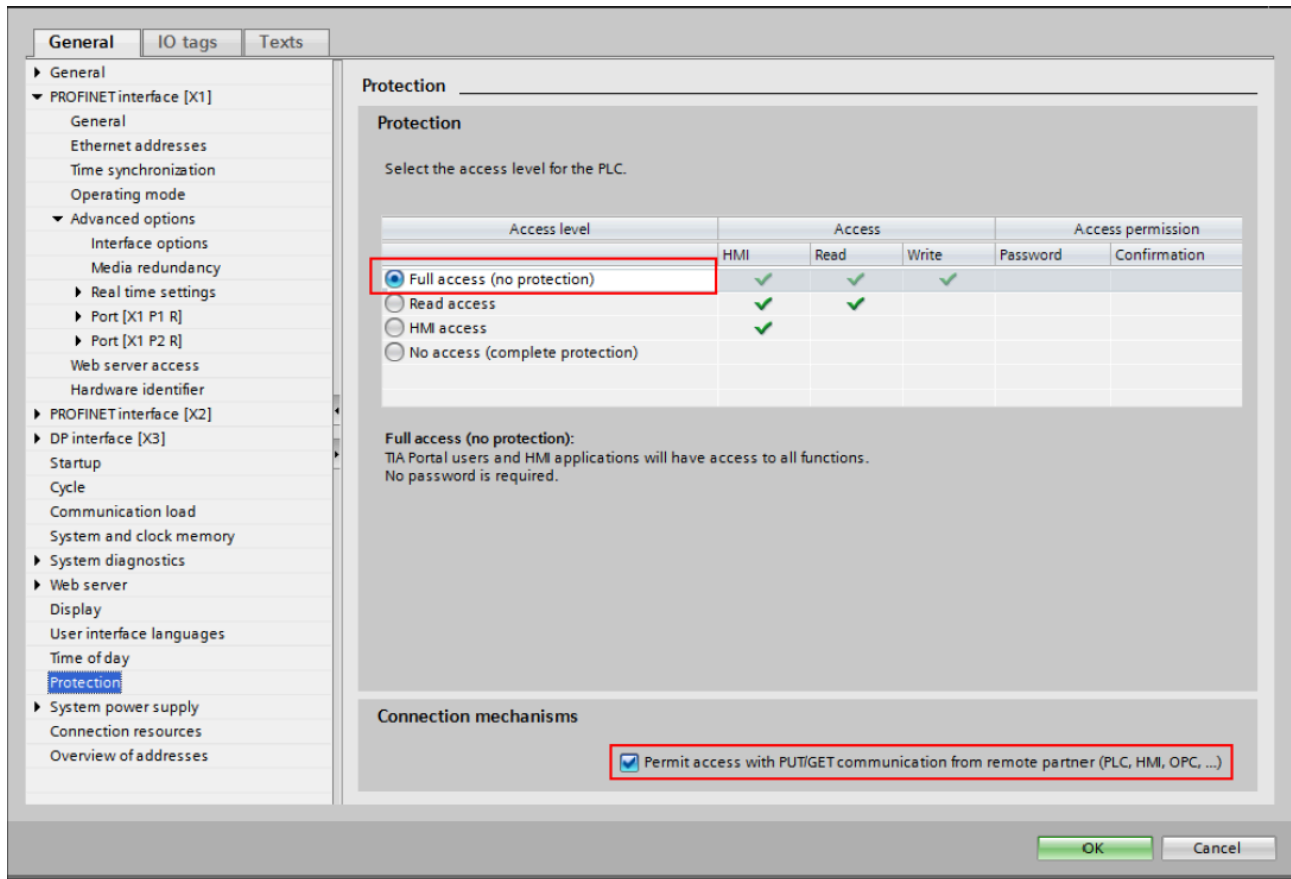 General IO tags Texts
General
PROFINET interface [X1]
General
Ethernet addresses
Time synchronization
Operating mode
Advanced options
Interface options
Media redundancy
Real time settings
Port [X1 P1 R]
Port [X1 P2 R]
Web server access
Hardware identifier
PROFINET interface [X2]
DP interface [X3]
Startup
Cycle
Communication load
System and clock memory
System diagnostics
Web server
Display
User interface languages
Time of day
Protection
System power supply
Connection resources
Overview of addresses
Protection
Protection
Select the access level for the PLC.
Access level Access Access permission
HMI Read Write Password Confirmation
Full access (no protection)
Read access
HMI access
No access (complete protection)
Full access (no protection):
TIA Portal users and HMI applications will have access to all functions.
No password is required.
Connection mechanisms
Permit access with PUT/GET communication from remote partner (PLC, HMI, OPC, ...)
OK Cancel